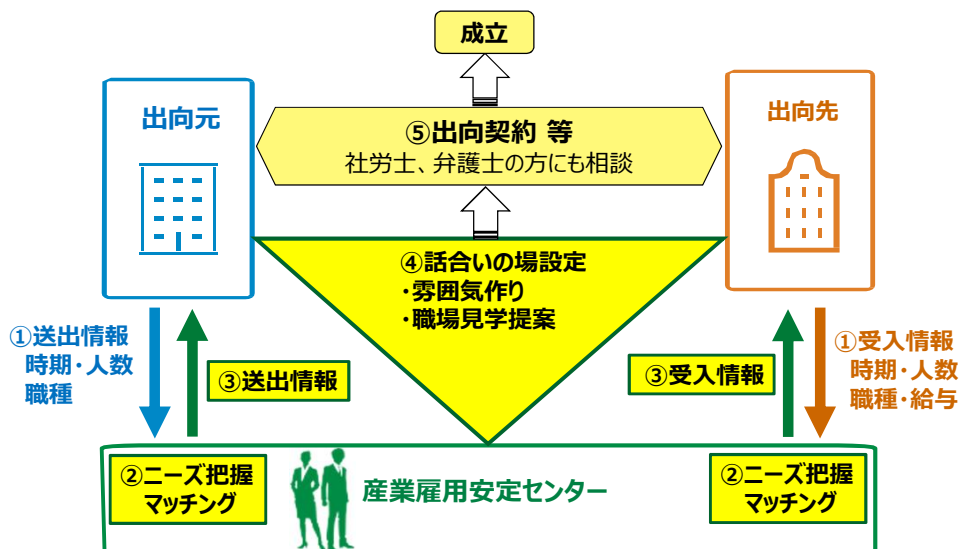 成立
出向元
⑤出向契約 等
社労士、弁護士の方にも相談
出向先
④話合いの場設定
・雰囲気作り
・職場見学提案
①送出情報
時期・人数
職種
③送出情報
③受入情報
①受入情報
時期・人数
職種・給与
②ニーズ把握
マッチング
産業雇用安定センター
②ニーズ把握
マッチング